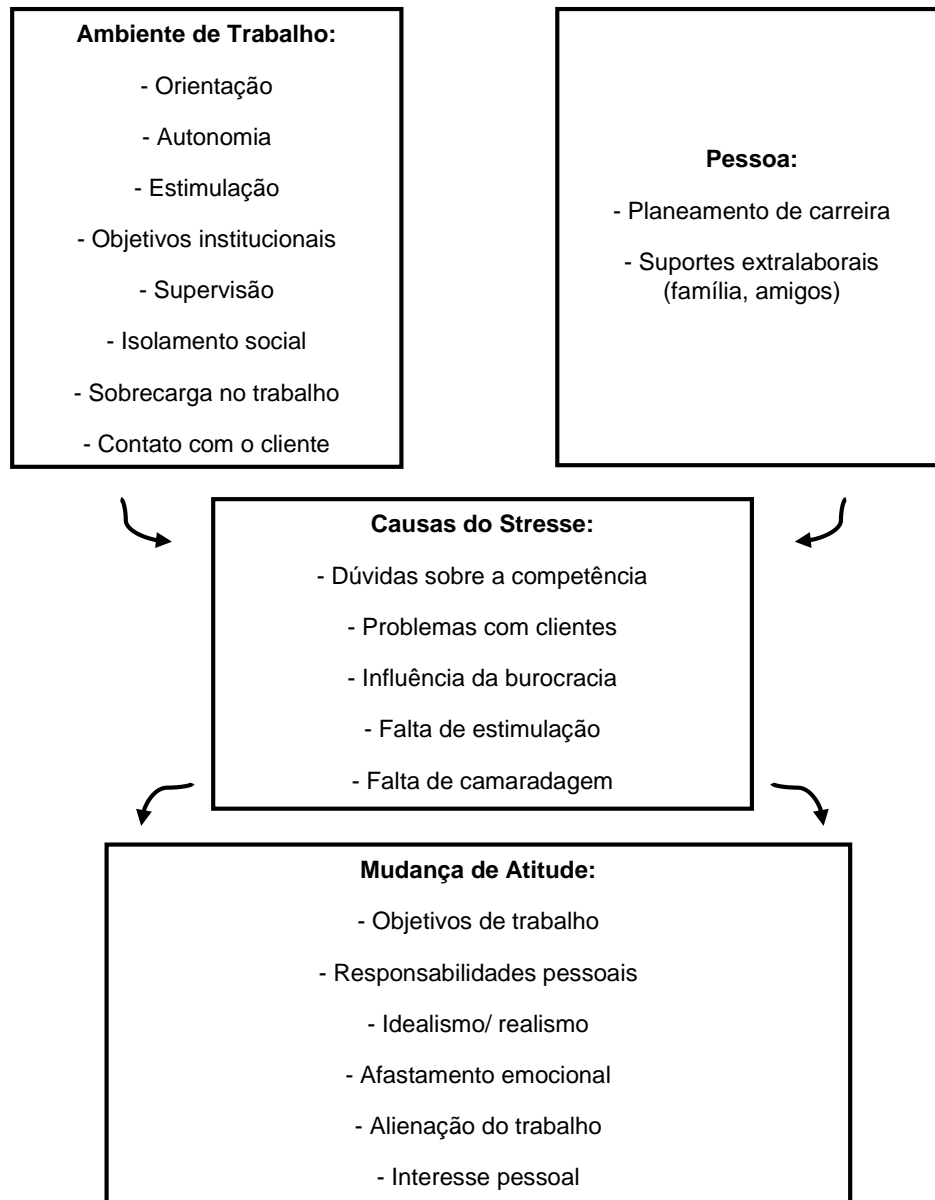 Ambiente de Trabalho:
- Orientação
- Autonomia
- Estimulação
- Objetivos institucionais
- Supervisão
- Isolamento social
- Sobrecarga no trabalho
- Contato com o cliente
Pessoa:
- Planeamento de carreira
- Suportes extralaborais
(família, amigos)
Causas do Stresse:
- Dúvidas sobre a competência
- Problemas com clientes
- Influência da burocracia
- Falta de estimulação
- Falta de camaradagem
Mudança de Atitude:
- Objetivos de trabalho
- Responsabilidades pessoais
- Idealismo/ realismo
- Afastamento emocional
- Alienação do trabalho
- Interesse pessoal